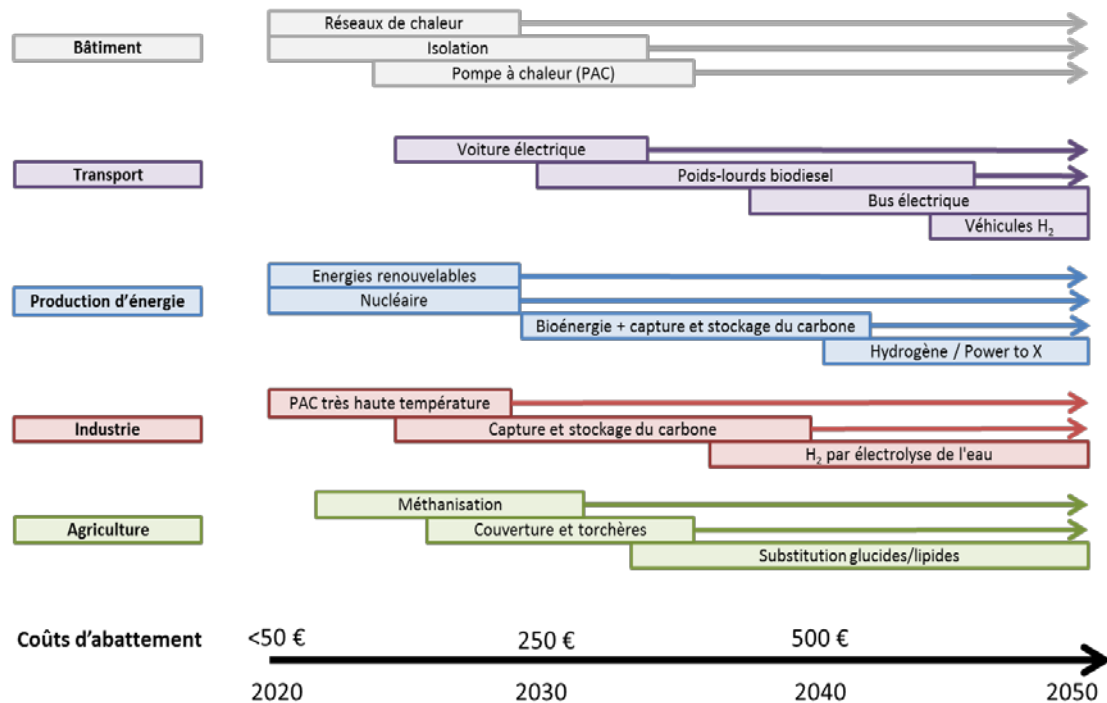 Réseaux de chaleur
Bâtiment
Isolation
Pompe à chaleur (PAC)
Voiture électrique
Transport
Poids-lourds biodiesel
Bus électrique
Véhicules H₂
Energies renouvelables
Production d'énergie
Nucléaire
Bioénergie + capture et stockage du carbone
Hydrogène / Power to X
PAC très haute température
Industrie
Capture et stockage du carbone
H₂ par électrolyse de l'eau
Méthanisation
Agriculture
Couverture et torchères
Substitution glucides/lipides
Coûts d'abattement <50 € 250 € 500 €
2020 2030 2040 2050